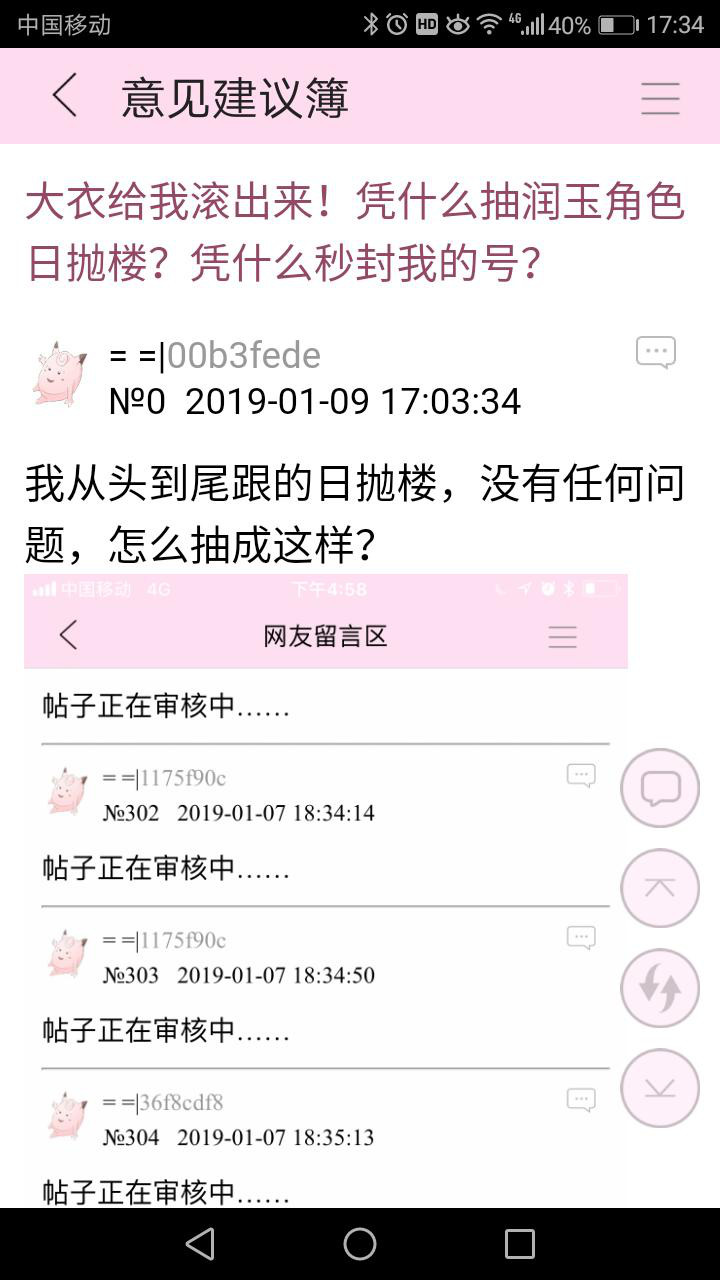 中国移动 HD 4G 40% 17:34
意见建议簿
大衣给我滚出来！凭什么抽润玉角色
日抛楼？凭什么秒封我的号？
= =|00b3fede
№0 2019-01-09 17:03:34
我从头到尾跟的日抛楼，没有任何问
题，怎么抽成这样？
中国移动 4G 下午4:58
网友留言区
帖子正在审核中……
= =|1175f90c
№302 2019-01-07 18:34:14
帖子正在审核中……
= =|1175f90c
№303 2019-01-07 18:34:50
帖子正在审核中……
= =|36f8cdf8
№304 2019-01-07 18:35:13
帖子正在审核中……